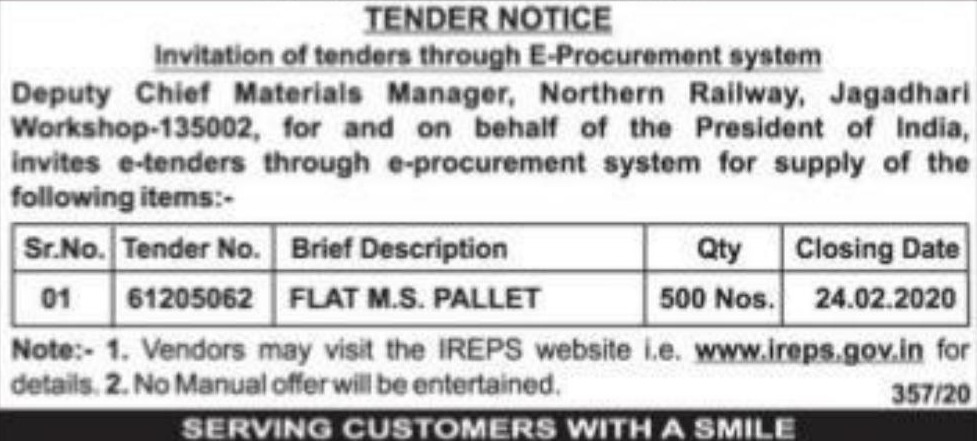 TENDER NOTICE
Invitation of tenders through E-Procurement system
Deputy Chief Materials Manager, Northern Railway, Jagadhari
Workshop-135002, for and on behalf of the President of India,
invites e-tenders through e-procurement system for supply of the
following items:-
Sr.No. Tender No. Brief Description Qty Closing Date
01 61205062 FLAT M.S. PALLET 500 Nos. 24.02.2020
Note:- 1. Vendors may visit the IREPS website i.e. www.ireps.gov.in for
details. 2. No Manual offer will be entertained.
357/20
SERVING CUSTOMERS WITH A SMILE